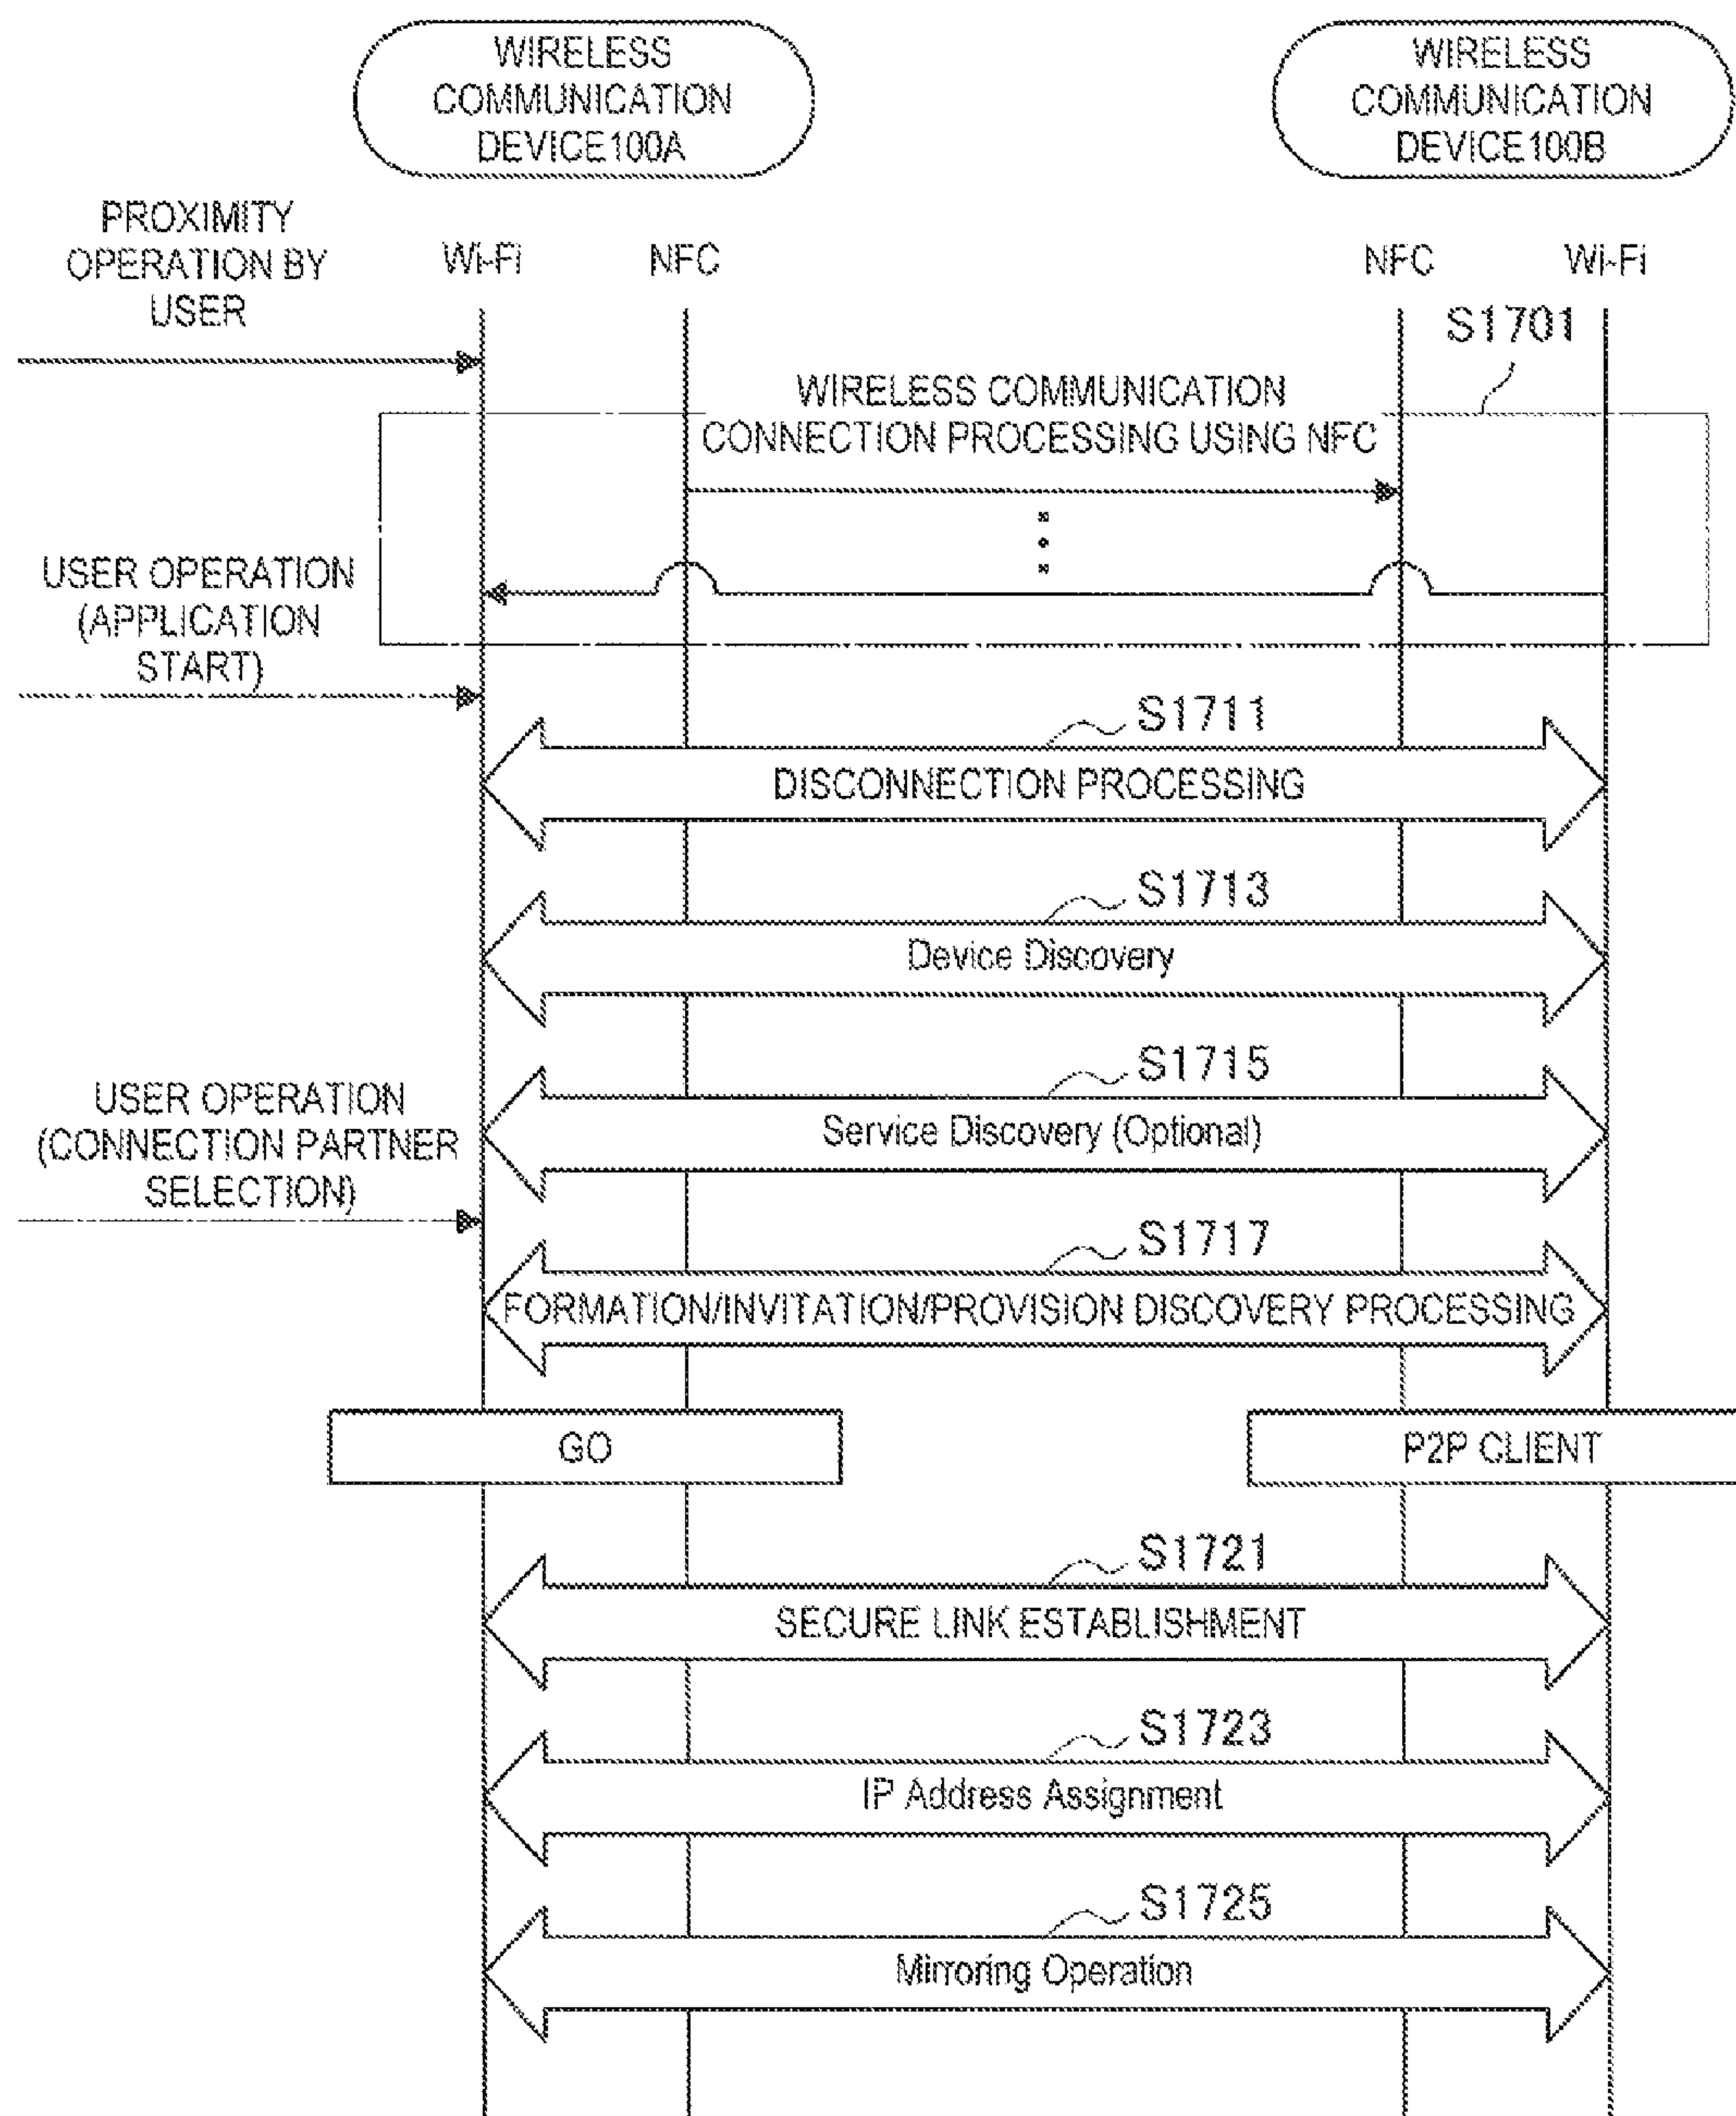 WIRELESS
COMMUNICATION
DEVICE100A
WIRELESS
COMMUNICATION
DEVICE100B
PROXIMITY
OPERATION BY
USER
Wi-Fi
NFC
NFC
Wi-Fi
S1701
WIRELESS COMMUNICATION
CONNECTION PROCESSING USING NFC
USER OPERATION
(APPLICATION
START)
S1711
DISCONNECTION PROCESSING
S1713
Device Discovery
S1715
Service Discovery (Optional)
USER OPERATION
(CONNECTION PARTNER
SELECTION)
S1717
FORMATION/INVITATION/PROVISION DISCOVERY PROCESSING
GO
P2P CLIENT
S1721
SECURE LINK ESTABLISHMENT
S1723
IP Address Assignment
S1725
Mirroring Operation